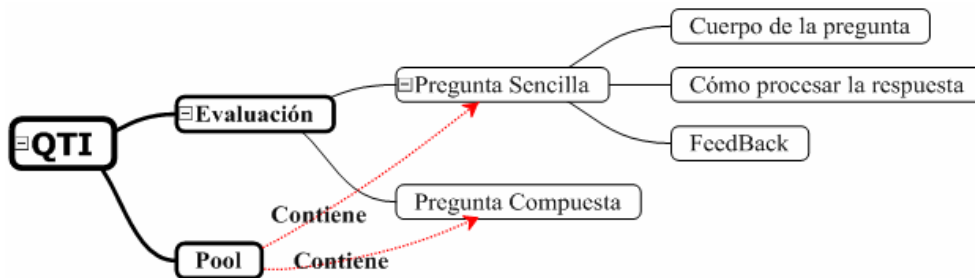 QTI
Evaluación
Pregunta Sencilla
Cuerpo de la pregunta
Cómo procesar la respuesta
FeedBack
Pregunta Compuesta
Contiene
Pool
Contiene